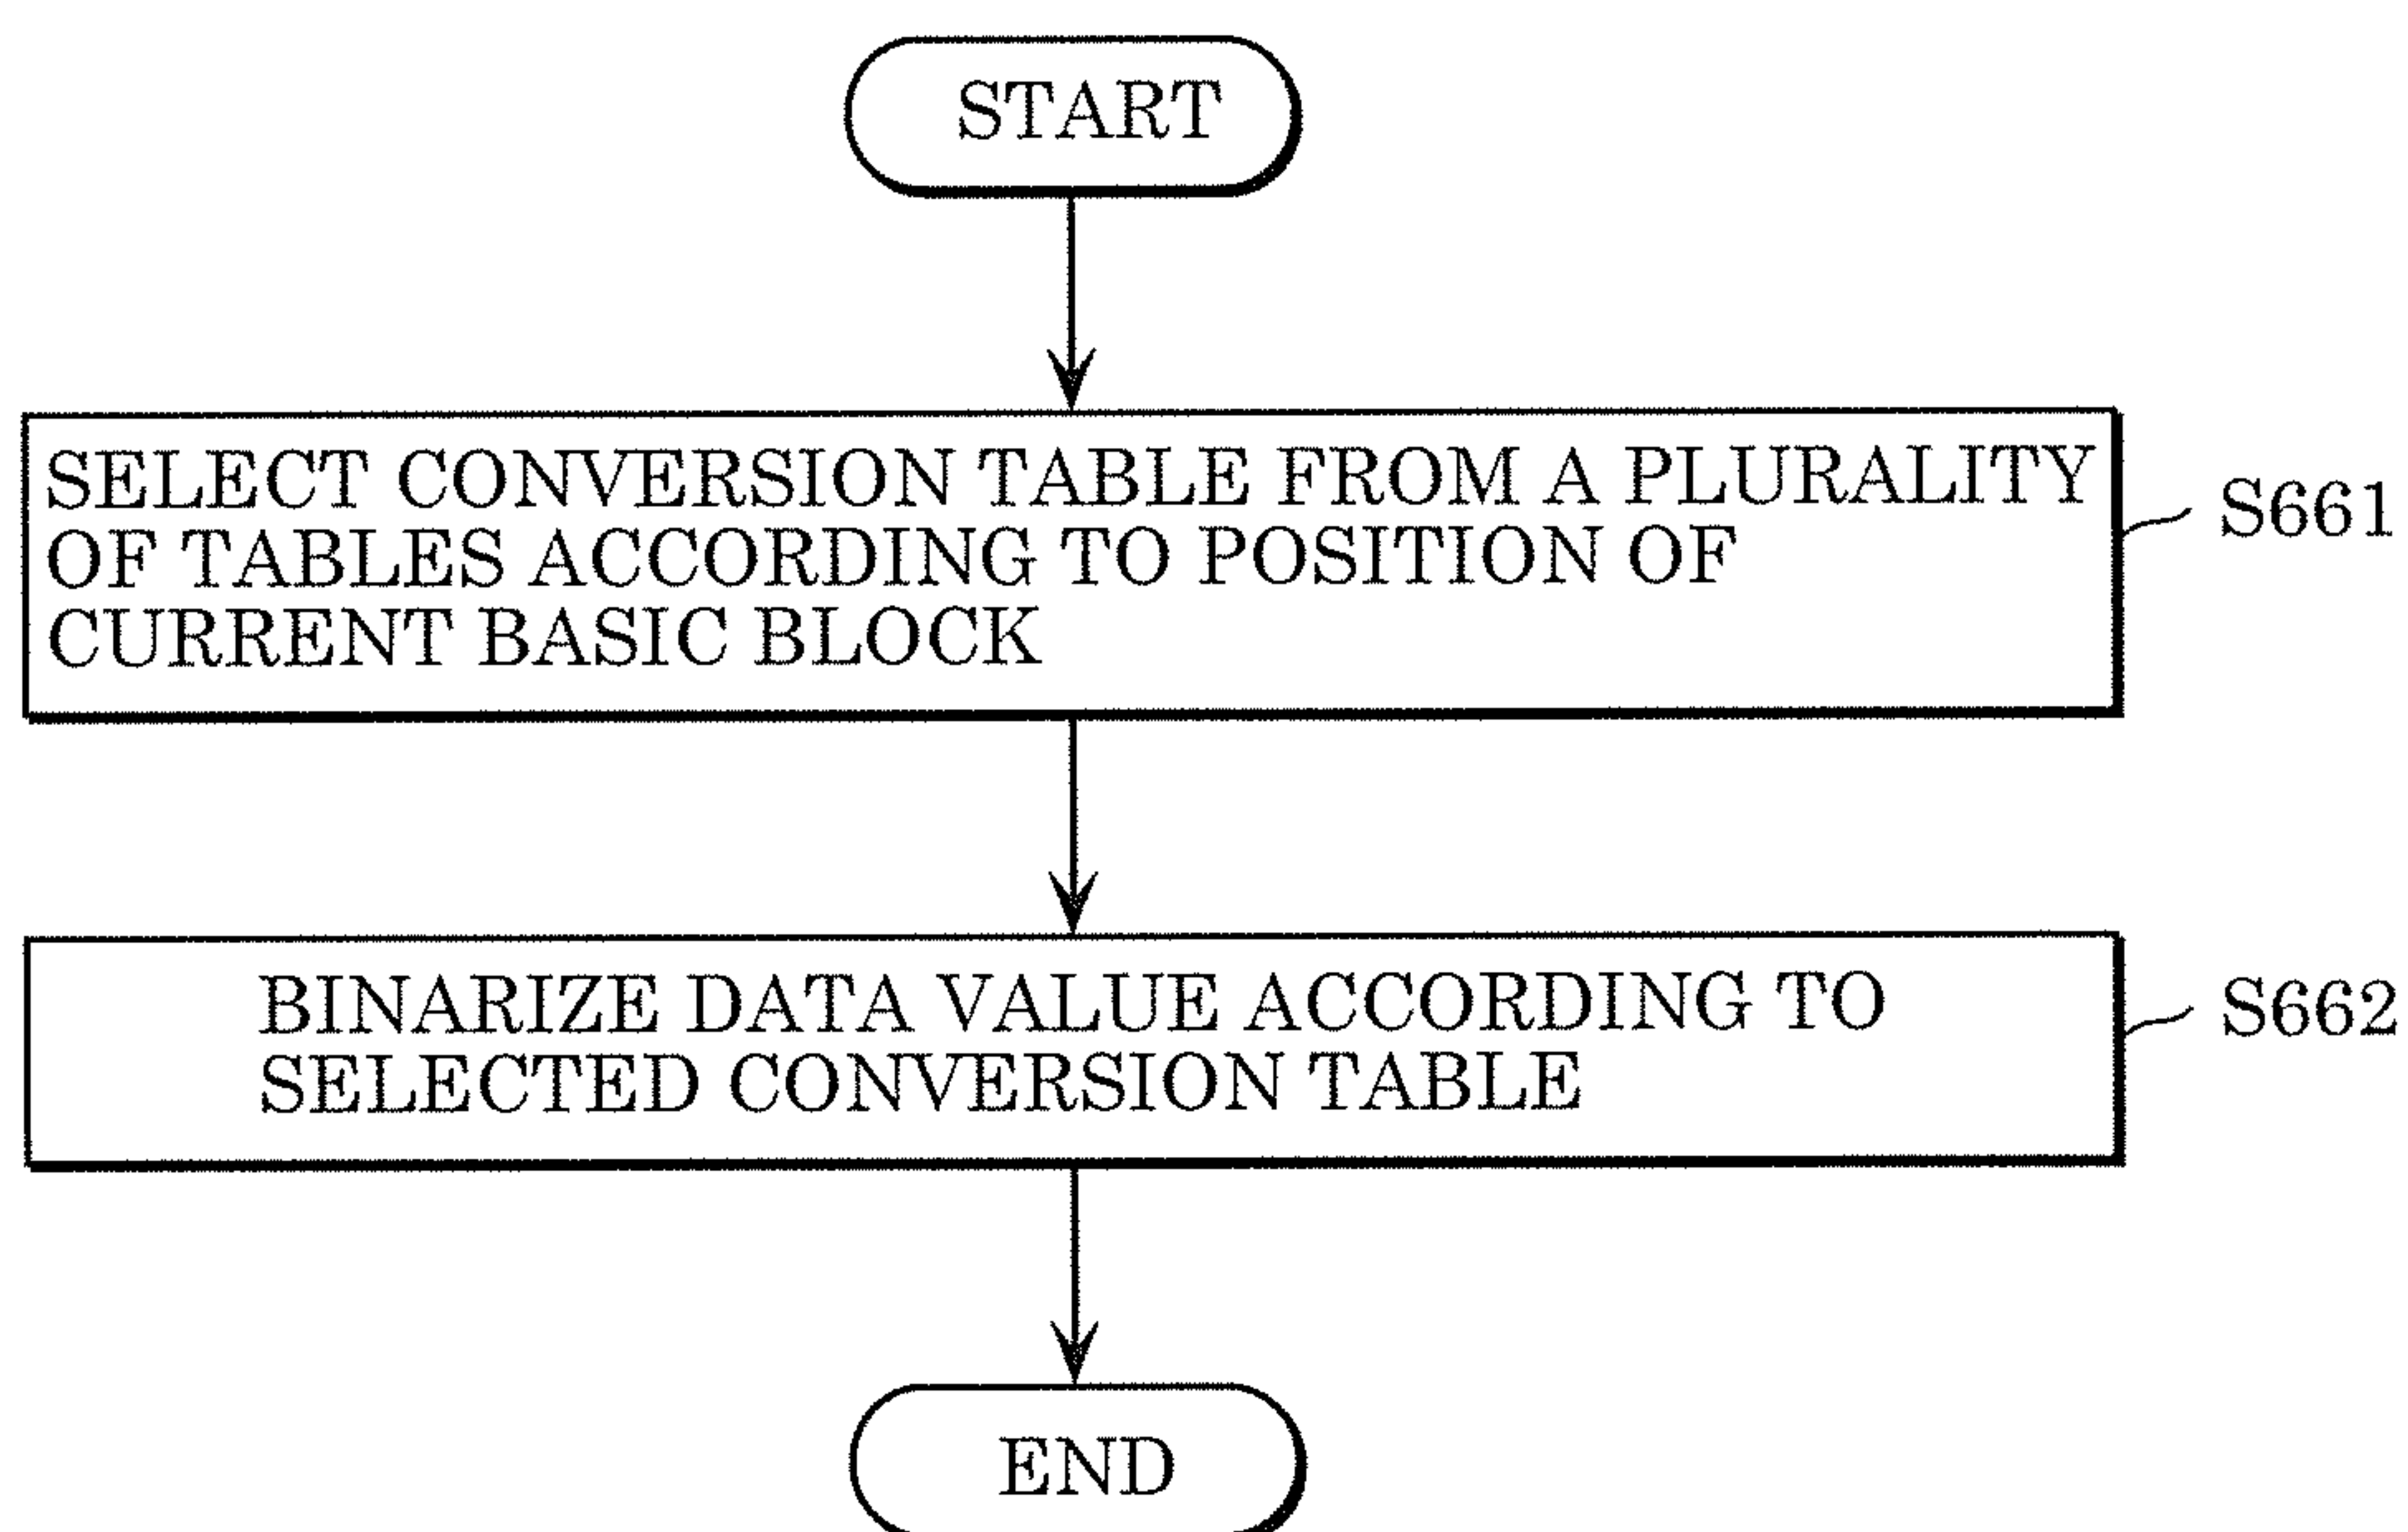 START
SELECT CONVERSION TABLE FROM A PLURALITY
OF TABLES ACCORDING TO POSITION OF
CURRENT BASIC BLOCK
S661
BINARIZE DATA VALUE ACCORDING TO
SELECTED CONVERSION TABLE
S662
END